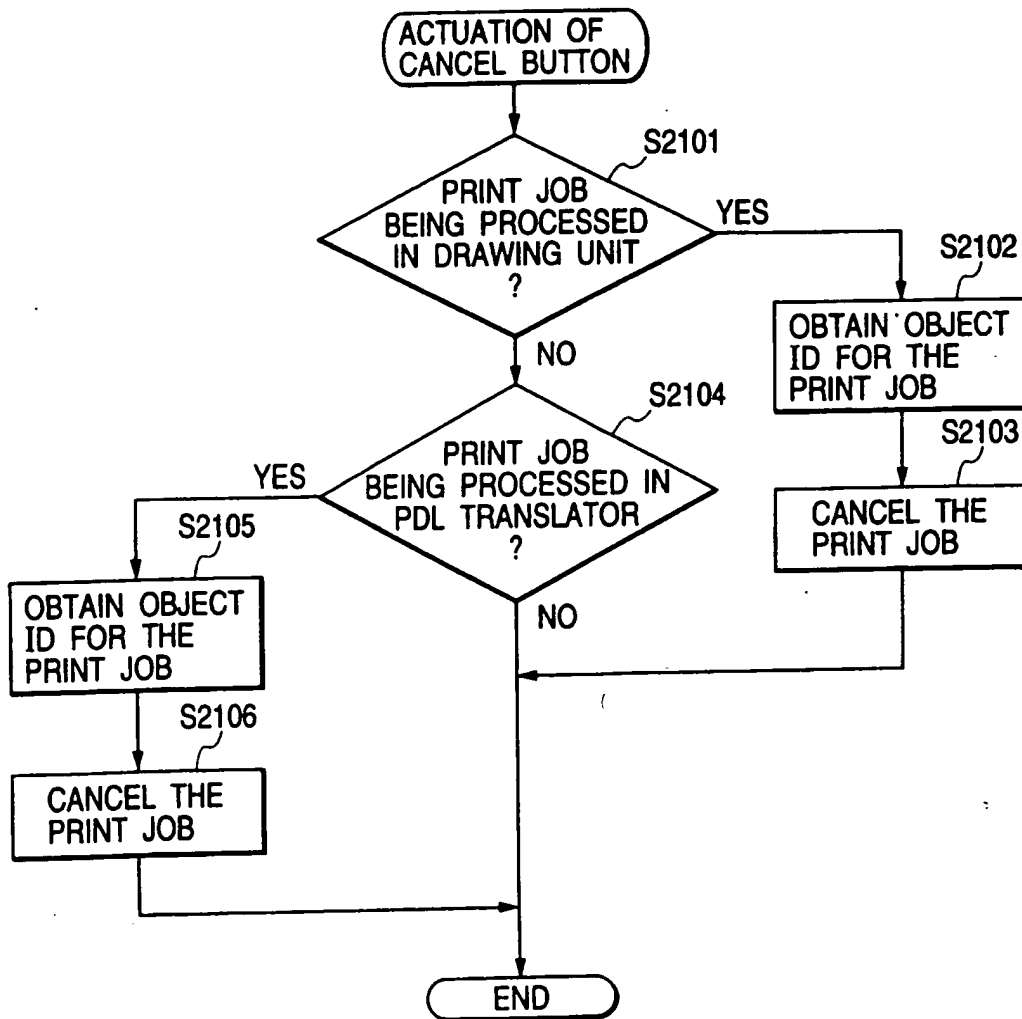 ACTUATION OF
CANCEL BUTTON
S2101
PRINT JOB
BEING PROCESSED
IN DRAWING UNIT
?
YES
NO
S2102
OBTAIN OBJECT
ID FOR THE
PRINT JOB
S2103
CANCEL THE
PRINT JOB
S2104
PRINT JOB
BEING PROCESSED IN
PDL TRANSLATOR
?
YES
NO
S2105
OBTAIN OBJECT
ID FOR THE
PRINT JOB
S2106
CANCEL THE
PRINT JOB
END